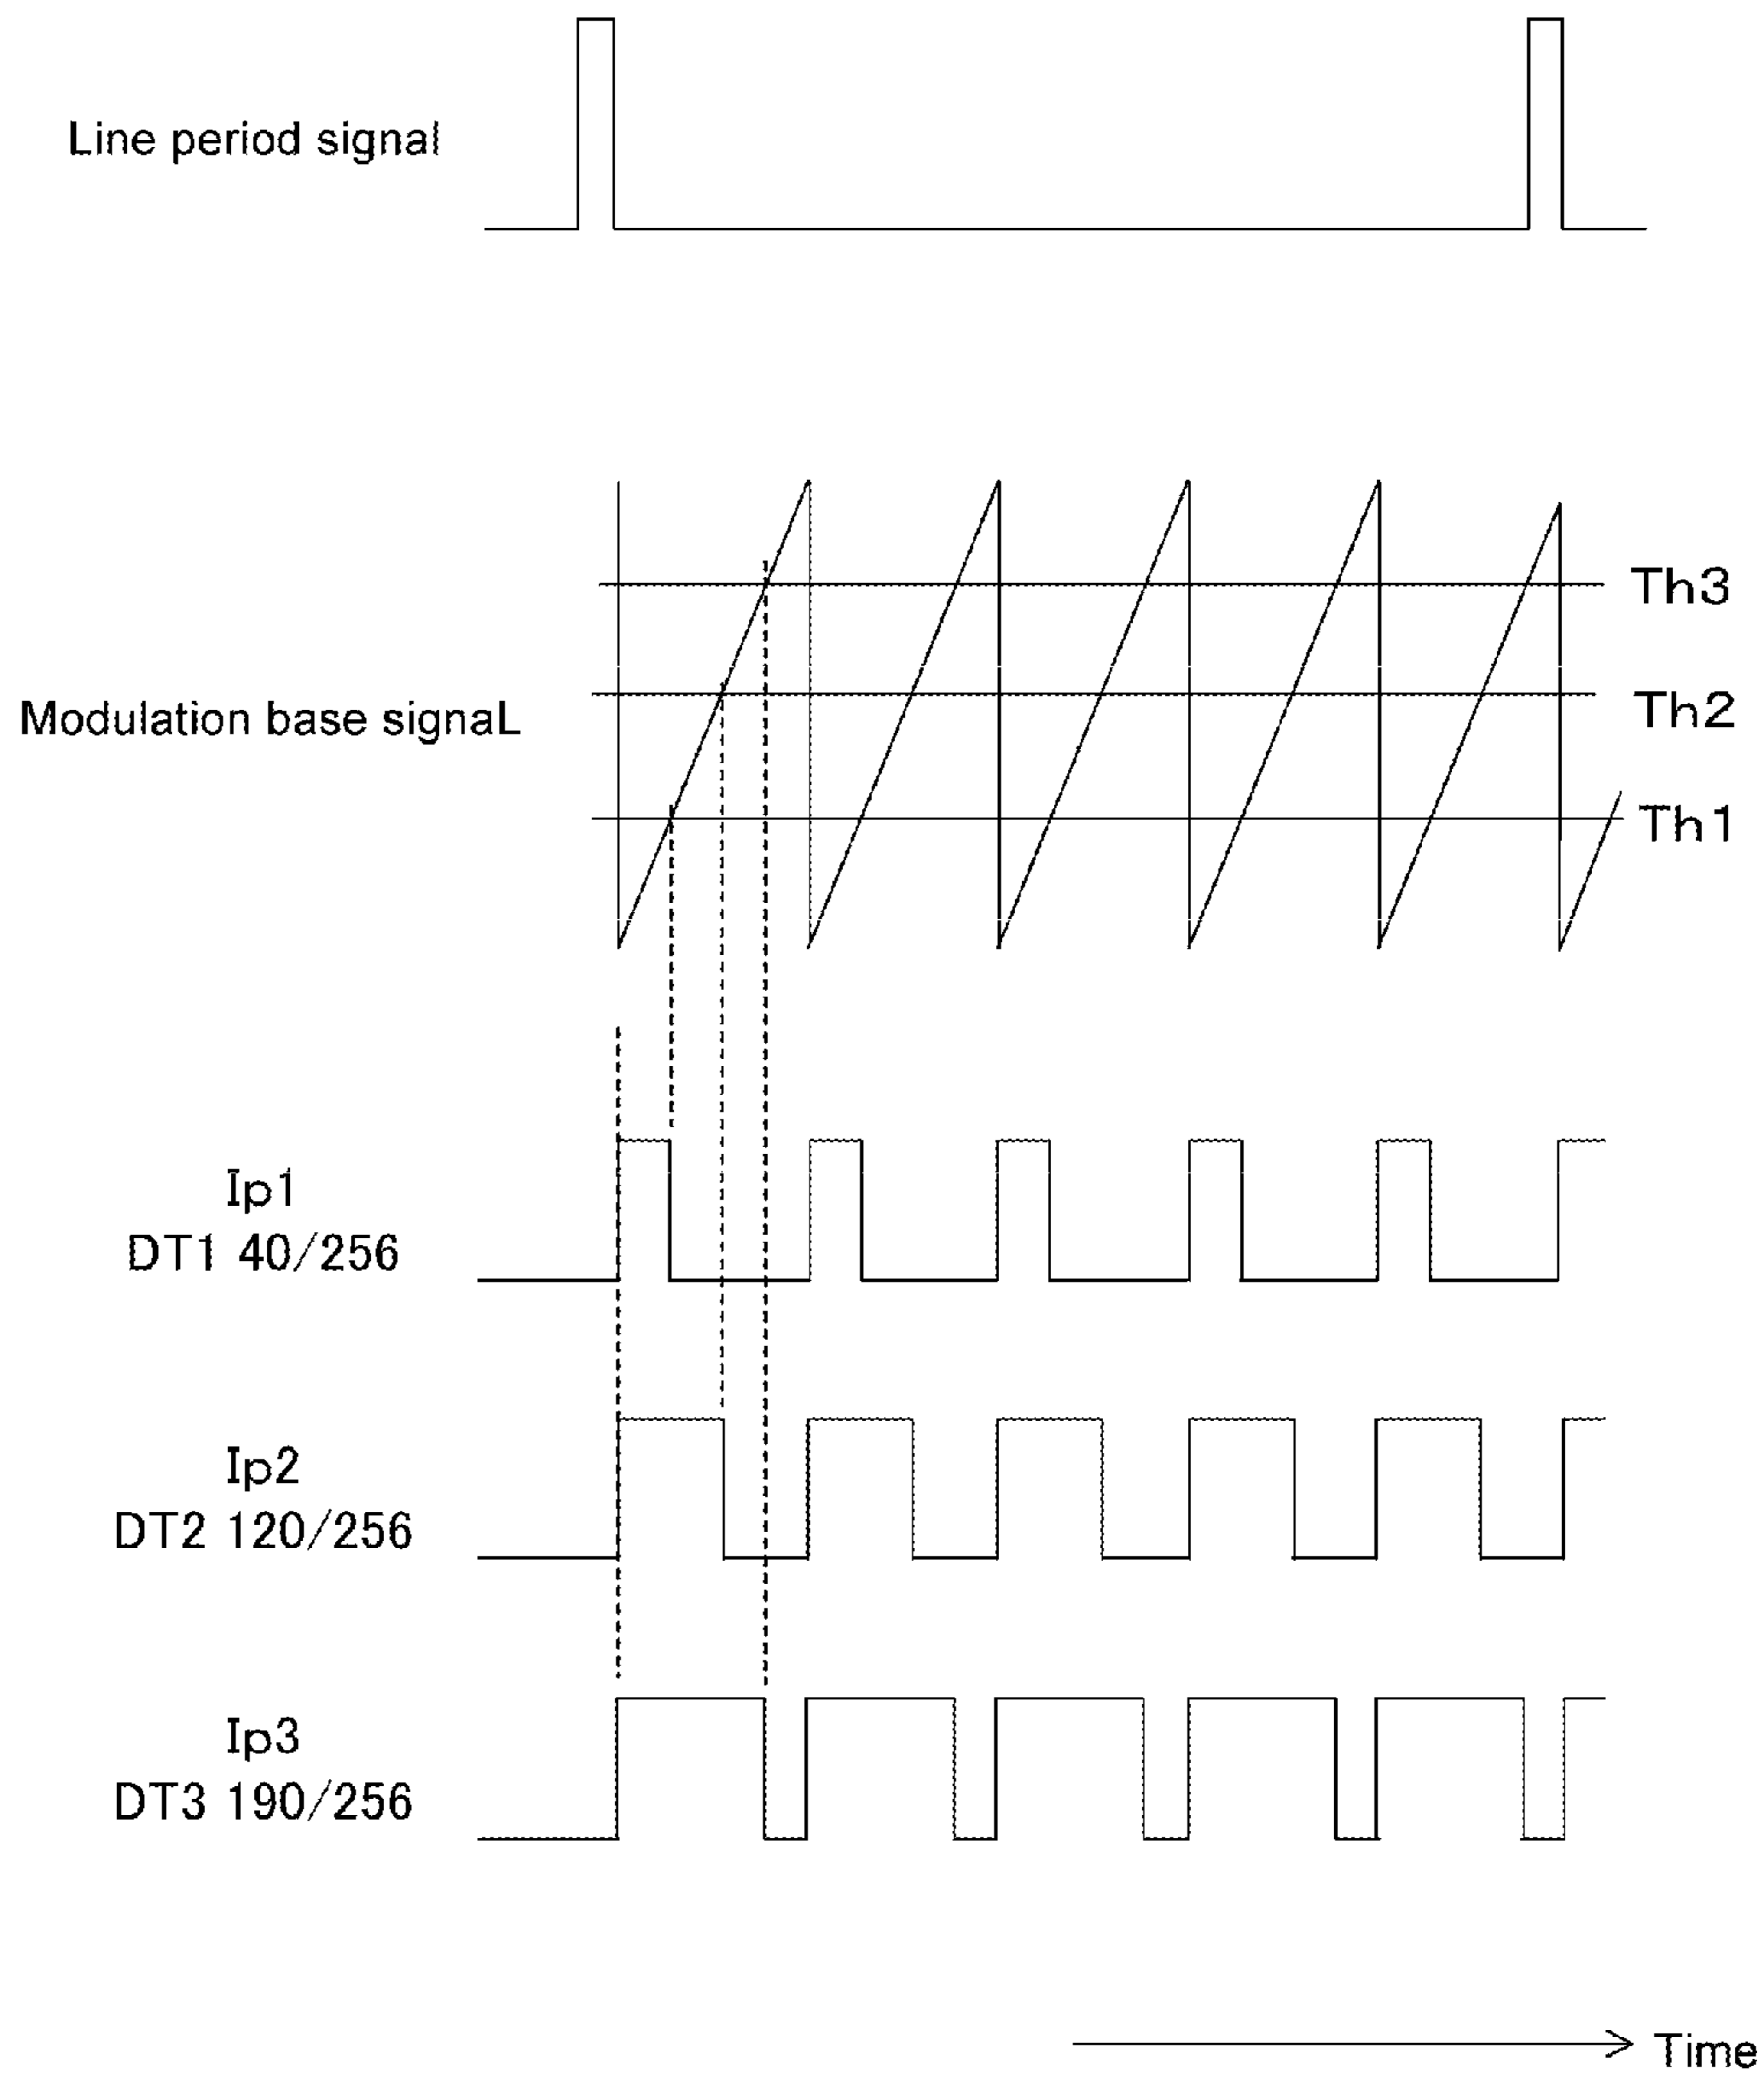 Line period signal
Th3
Modulation base signaL
Th2
Th1
Ip1
DT1 40/256
Ip2
DT2 120/256
Ip3
DT3 190/256
Time